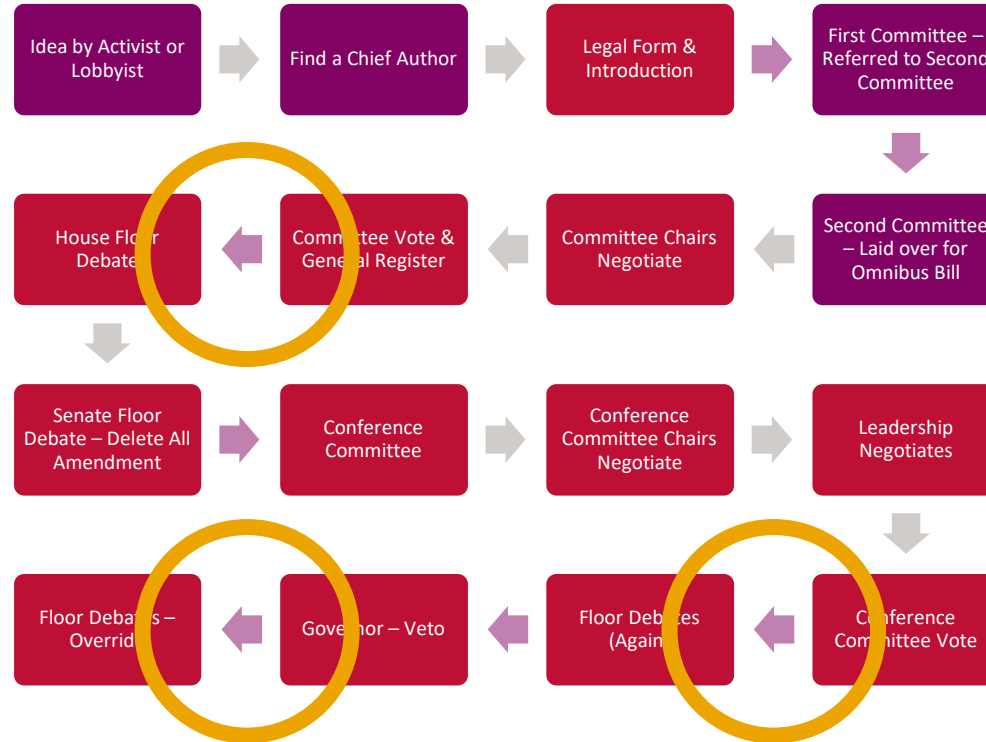 Idea by Activist or
Lobbyist
Find a Chief Author
Legal Form &
Introduction
First Committee –
Referred to Second
Committee
House Floor
Debate
Committee Vote &
General Register
Committee Chairs
Negotiate
Second Committee
– Laid over for
Omnibus Bill
Senate Floor
Debate – Delete All
Amendment
Conference
Committee
Conference
Committee Chairs
Negotiate
Leadership
Negotiates
Floor Debates –
Override
Governor – Veto
Floor Debates
(Again)
Conference
Committee Vote